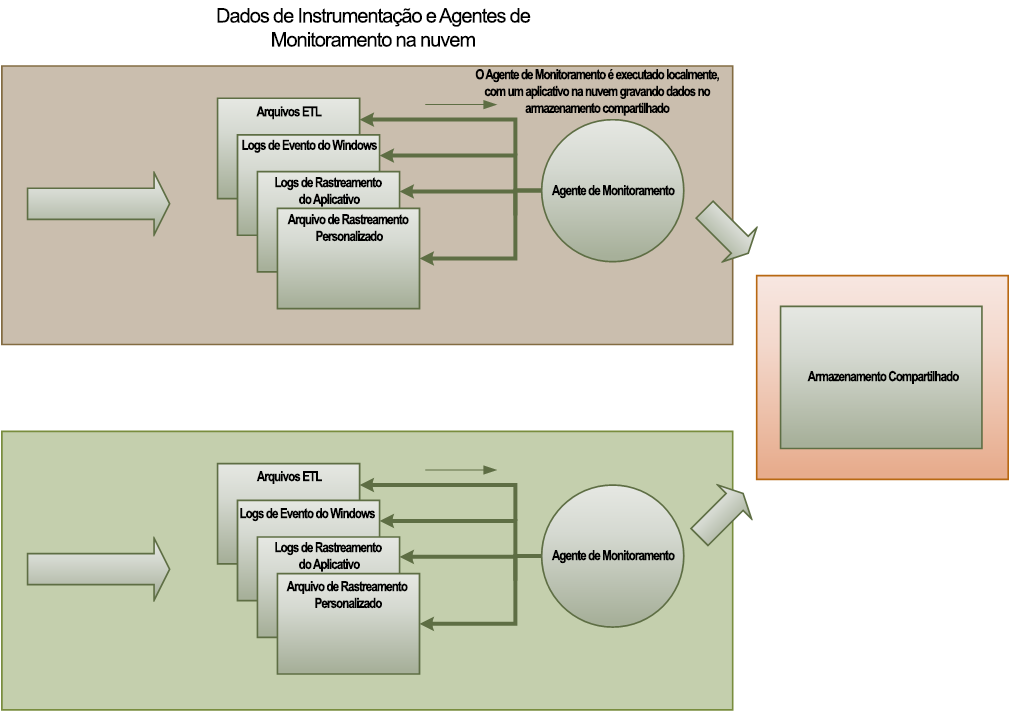 Dados de Instrumentação e Agentes de
Monitoramento na nuvem
O Agente de Monitoramento é executado localmente,
com um aplicativo na nuvem gravando dados no
armazenamento compartilhado
Arquivos ETL
Logs de Evento do Windows
Logs de Rastreamento
do Aplicativo
Arquivo de Rastreamento
Personalizado
Agente de Monitoramento
Armazenamento Compartilhado
Arquivos ETL
Logs de Evento do Windows
Logs de Rastreamento
do Aplicativo
Arquivo de Rastreamento
Personalizado
Agente de Monitoramento